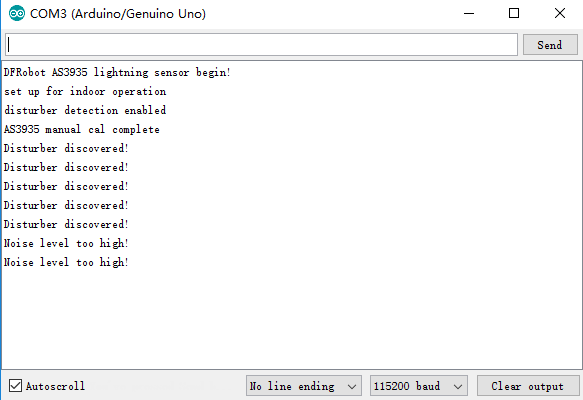 COM3 (Arduino/Genuino Uno)
Send
DFRobot AS3935 lightning sensor begin!
set up for indoor operation
disturber detection enabled
AS3935 manual cal complete
Disturber discovered!
Disturber discovered!
Disturber discovered!
Disturber discovered!
Disturber discovered!
Noise level too high!
Noise level too high!
Autoscroll
No line ending
115200 baud
Clear output